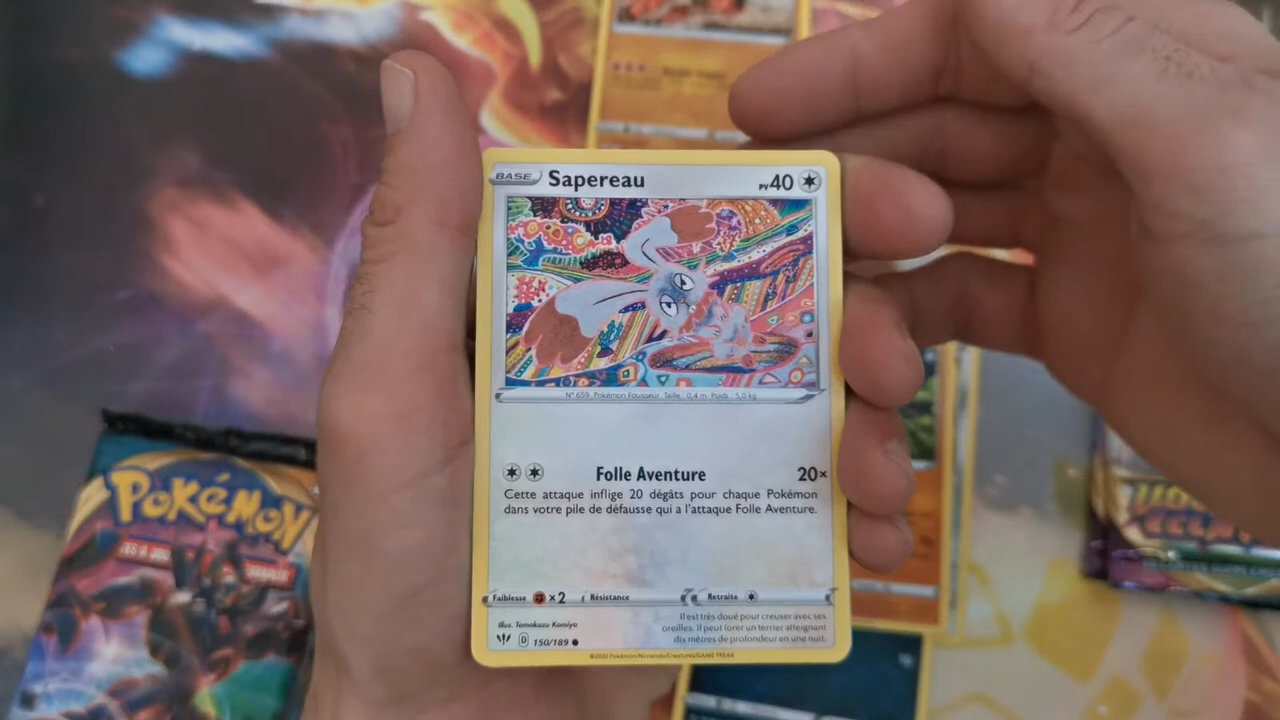 BASE Sapereau PV 40
N° 659 Pokémon Fouisseur Taille : 0,4 m Poids : 5,0 kg
Folle Aventure 20×
Cette attaque inflige 20 dégâts pour chaque Pokémon
dans votre pile de défausse qui a l'attaque Folle Aventure.
Faiblesse ×2 Résistance Retraite
Il est très doué pour creuser avec ses
oreilles. Il peut forer un terrier atteignant
dix mètres de profondeur en une nuit.
Illus. Tomokazu Komiya
D 150/189
©2020 Pokémon/Nintendo/Creatures/GAME FREAK
POKéMON